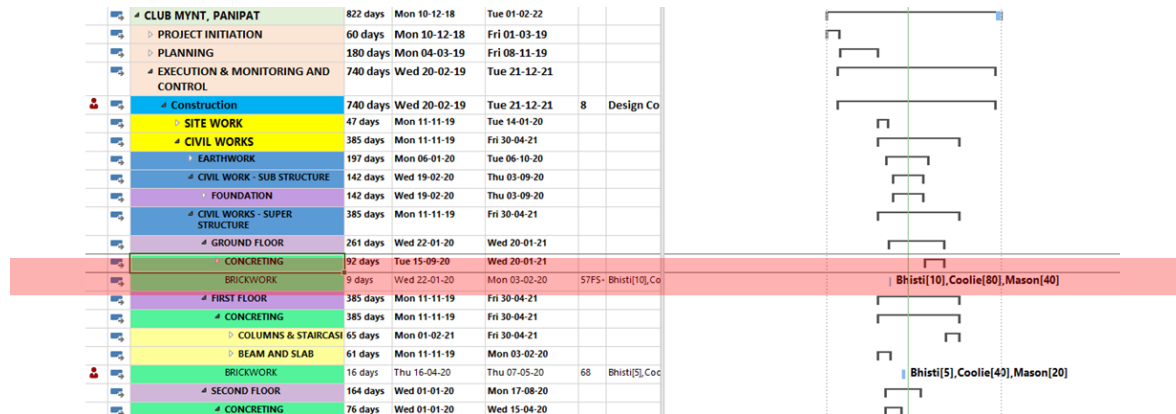 CLUB MYNT, PANIPAT 822 days Mon 10-12-18 Tue 01-02-22
PROJECT INITIATION 60 days Mon 10-12-18 Fri 01-03-19
PLANNING 180 days Mon 04-03-19 Fri 08-11-19
EXECUTION & MONITORING AND 740 days Wed 20-02-19 Tue 21-12-21
CONTROL
Construction 740 days Wed 20-02-19 Tue 21-12-21 8 Design Co
SITE WORK 47 days Mon 11-11-19 Tue 14-01-20
CIVIL WORKS 385 days Mon 11-11-19 Fri 30-04-21
EARTHWORK 197 days Mon 06-01-20 Tue 06-10-20
CIVIL WORK - SUB STRUCTURE 142 days Wed 19-02-20 Thu 03-09-20
FOUNDATION 142 days Wed 19-02-20 Thu 03-09-20
CIVIL WORKS - SUPER 385 days Mon 11-11-19 Fri 30-04-21
STRUCTURE
GROUND FLOOR 261 days Wed 22-01-20 Wed 20-01-21
CONCRETING 92 days Tue 15-09-20 Wed 20-01-21
BRICKWORK 9 days Wed 22-01-20 Mon 03-02-20 57FS- Bhisti[10],Co Bhisti[10],Coolie[80],Mason[40]
FIRST FLOOR 385 days Mon 11-11-19 Fri 30-04-21
CONCRETING 385 days Mon 11-11-19 Fri 30-04-21
COLUMNS & STAIRCASE 65 days Mon 01-02-21 Fri 30-04-21
BEAM AND SLAB 61 days Mon 11-11-19 Mon 03-02-20
BRICKWORK 16 days Thu 16-04-20 Thu 07-05-20 68 Bhisti[5],Coc Bhisti[5],Coolie[40],Mason[20]
SECOND FLOOR 164 days Wed 01-01-20 Mon 17-08-20
CONCRETING 76 days Wed 01-01-20 Wed 15-04-20